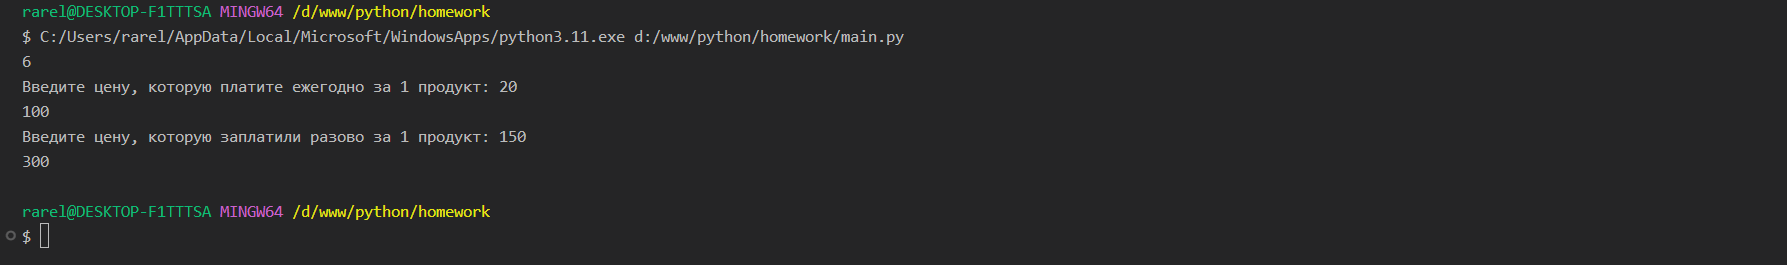 rarel@DESKTOP-F1TTTSA MINGW64 /d/www/python/homework
$ C:/Users/rarel/AppData/Local/Microsoft/WindowsApps/python3.11.exe d:/www/python/homework/main.py
6
Введите цену, которую платите ежегодно за 1 продукт: 20
100
Введите цену, которую заплатили разово за 1 продукт: 150
300
rarel@DESKTOP-F1TTTSA MINGW64 /d/www/python/homework
$